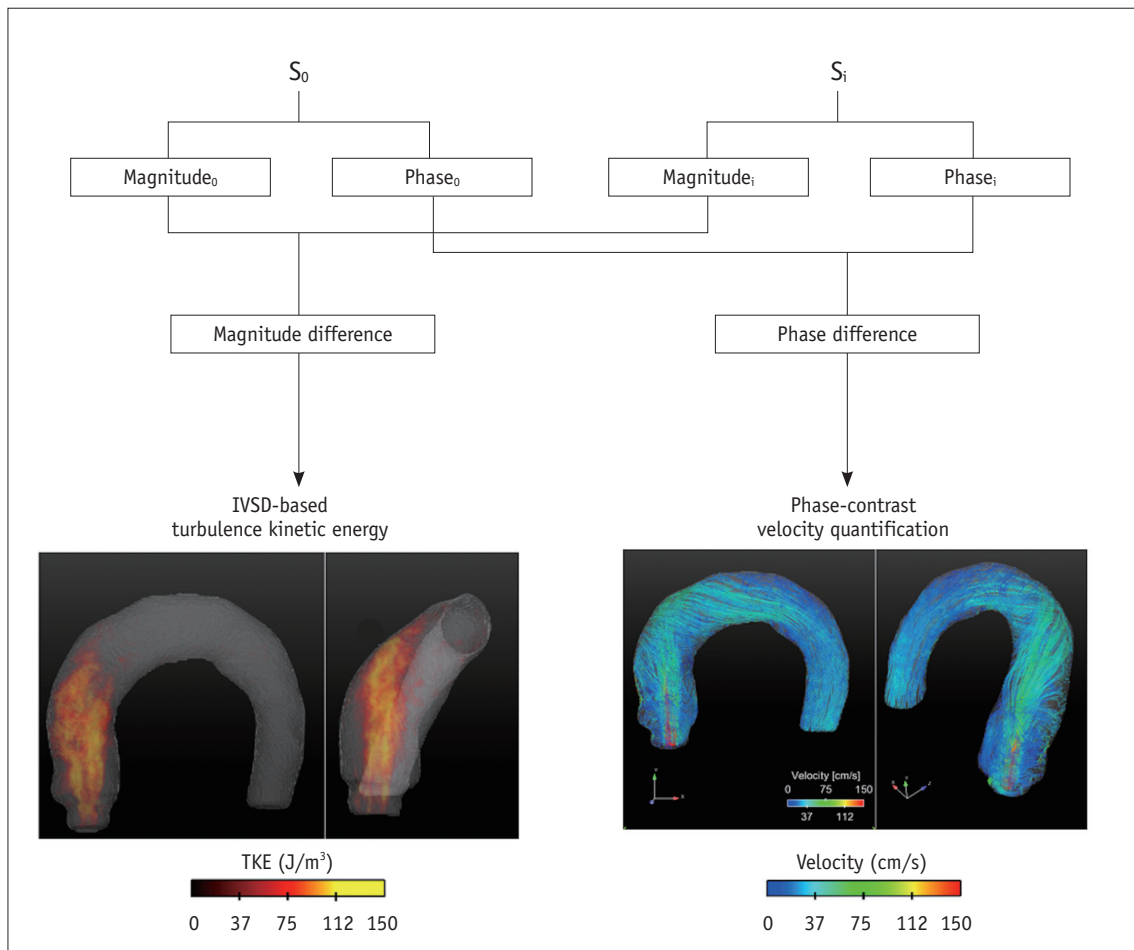 S₀ Sᵢ
Magnitude₀ Phase₀ Magnitudeᵢ Phaseᵢ
Magnitude difference Phase difference
IVSD-based
turbulence kinetic energy
Phase-contrast
velocity quantification
Velocity [cm/s]
0 75 150
37 112
TKE (J/m³)
0 37 75 112 150
Velocity (cm/s)
0 37 75 112 150